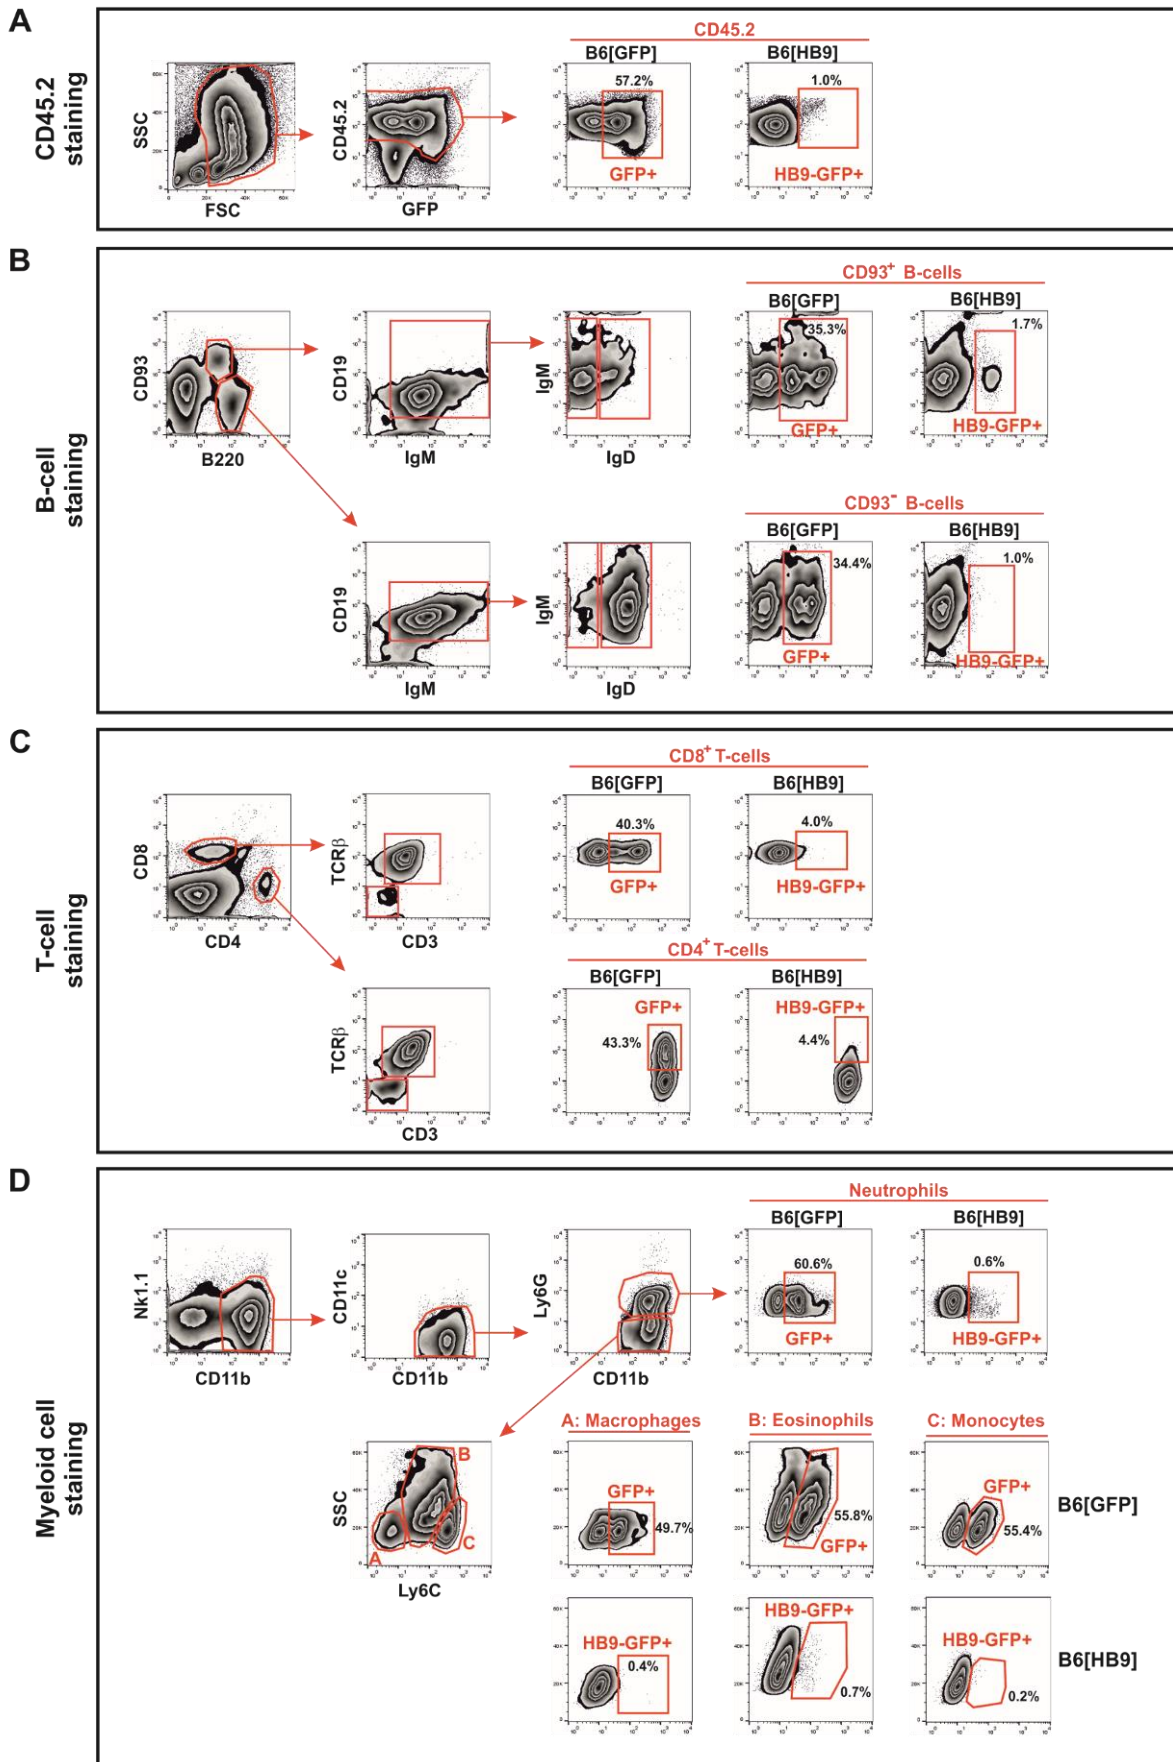 A
CD45.2
staining
CD45.2
B6[GFP]
B6[HB9]
57.2%
1.0%
SSC
FSC
CD45.2
GFP
GFP+
HB9-GFP+
B
B-cell
staining
CD93⁺ B-cells
B6[GFP]
B6[HB9]
35.3%
1.7%
CD93
B220
CD19
IgM
IgM
IgD
GFP+
HB9-GFP+
CD93⁻ B-cells
B6[GFP]
B6[HB9]
34.4%
1.0%
CD19
IgM
IgM
IgD
GFP+
HB9-GFP+
C
T-cell
staining
CD8⁺ T-cells
B6[GFP]
B6[HB9]
40.3%
4.0%
CD8
CD4
TCRβ
CD3
GFP+
HB9-GFP+
CD4⁺ T-cells
B6[GFP]
B6[HB9]
GFP+
HB9-GFP+
43.3%
4.4%
TCRβ
CD3
D
Myeloid cell
staining
Neutrophils
B6[GFP]
B6[HB9]
60.6%
0.6%
Nk1.1
CD11b
CD11c
CD11b
Ly6G
CD11b
GFP+
HB9-GFP+
A: Macrophages
B: Eosinophils
C: Monocytes
SSC
Ly6C
A
B
C
GFP+
49.7%
55.8%
GFP+
GFP+
55.4%
B6[GFP]
HB9-GFP+
0.4%
HB9-GFP+
0.7%
HB9-GFP+
0.2%
B6[HB9]